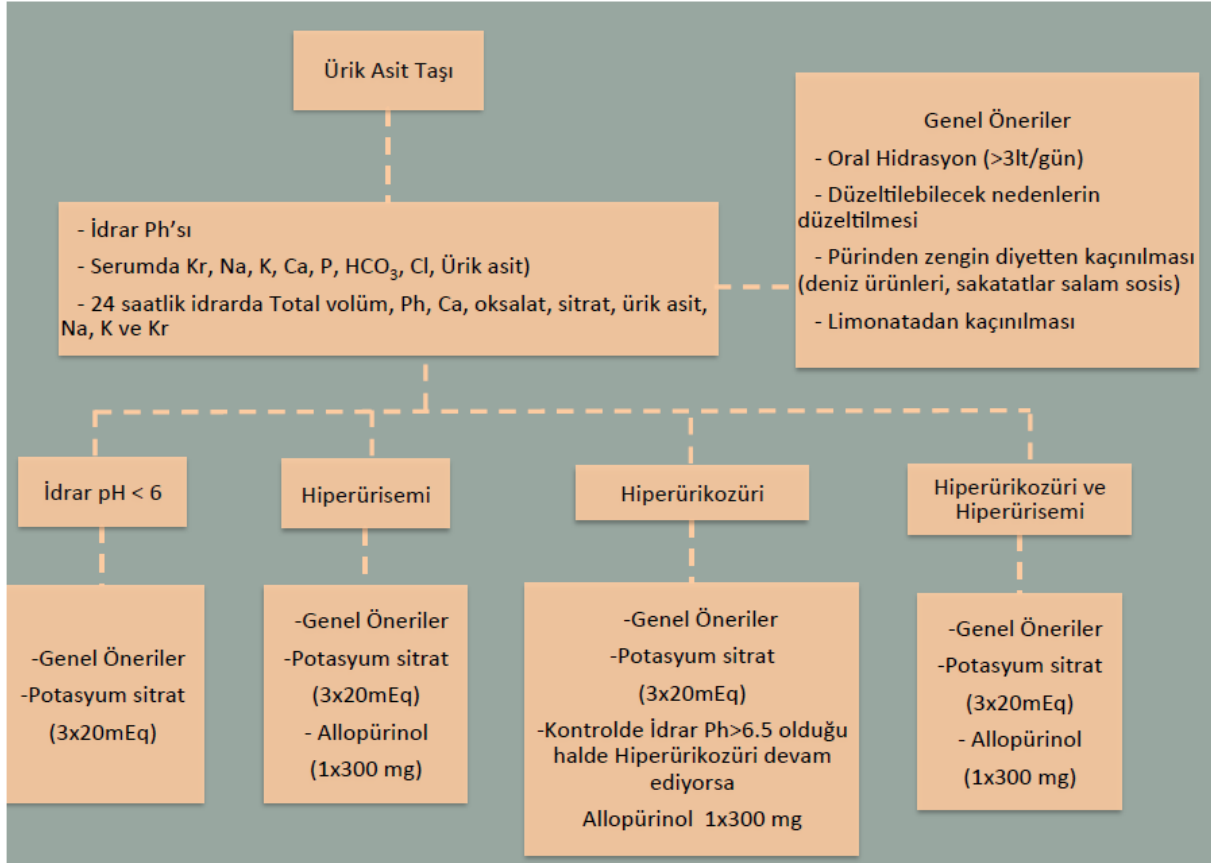 Ürik Asit Taşı
Genel Öneriler
- Oral Hidrasyon (>3lt/gün)
- Düzeltilebilecek nedenlerin
düzeltilmesi
- Pürinden zengin diyetten kaçınılması
(deniz ürünleri, sakatatlar salam sosis)
- Limonatadan kaçınılması
- İdrar Ph’sı
- Serumda Kr, Na, K, Ca, P, HCO₃, Cl, Ürik asit)
- 24 saatlik idrarda Total volüm, Ph, Ca, oksalat, sitrat, ürik asit,
Na, K ve Kr
İdrar pH < 6
-Genel Öneriler
-Potasyum sitrat
(3x20mEq)
Hiperürisemi
-Genel Öneriler
-Potasyum sitrat
(3x20mEq)
- Allopürinol
(1x300 mg)
Hiperürikozüri
-Genel Öneriler
-Potasyum sitrat
(3x20mEq)
-Kontrolde İdrar Ph>6.5 olduğu
halde Hiperürikozüri devam
ediyorsa
Allopürinol 1x300 mg
Hiperürikozüri ve
Hiperürisemi
-Genel Öneriler
-Potasyum sitrat
(3x20mEq)
- Allopürinol
(1x300 mg)